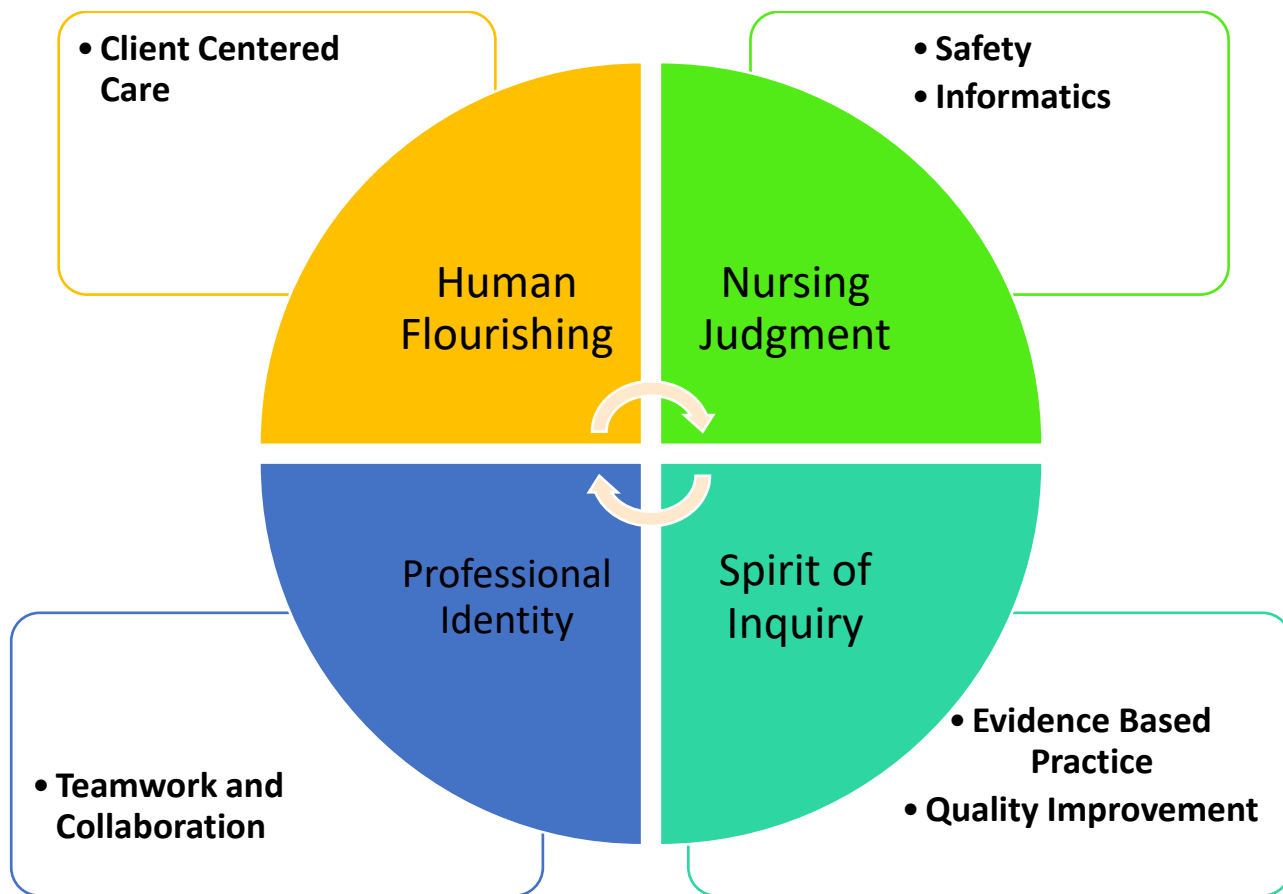 • Client Centered
Care
• Safety
• Informatics
Human
Flourishing
Nursing
Judgment
Professional
Identity
Spirit of
Inquiry
• Teamwork and
Collaboration
• Evidence Based
Practice
• Quality Improvement